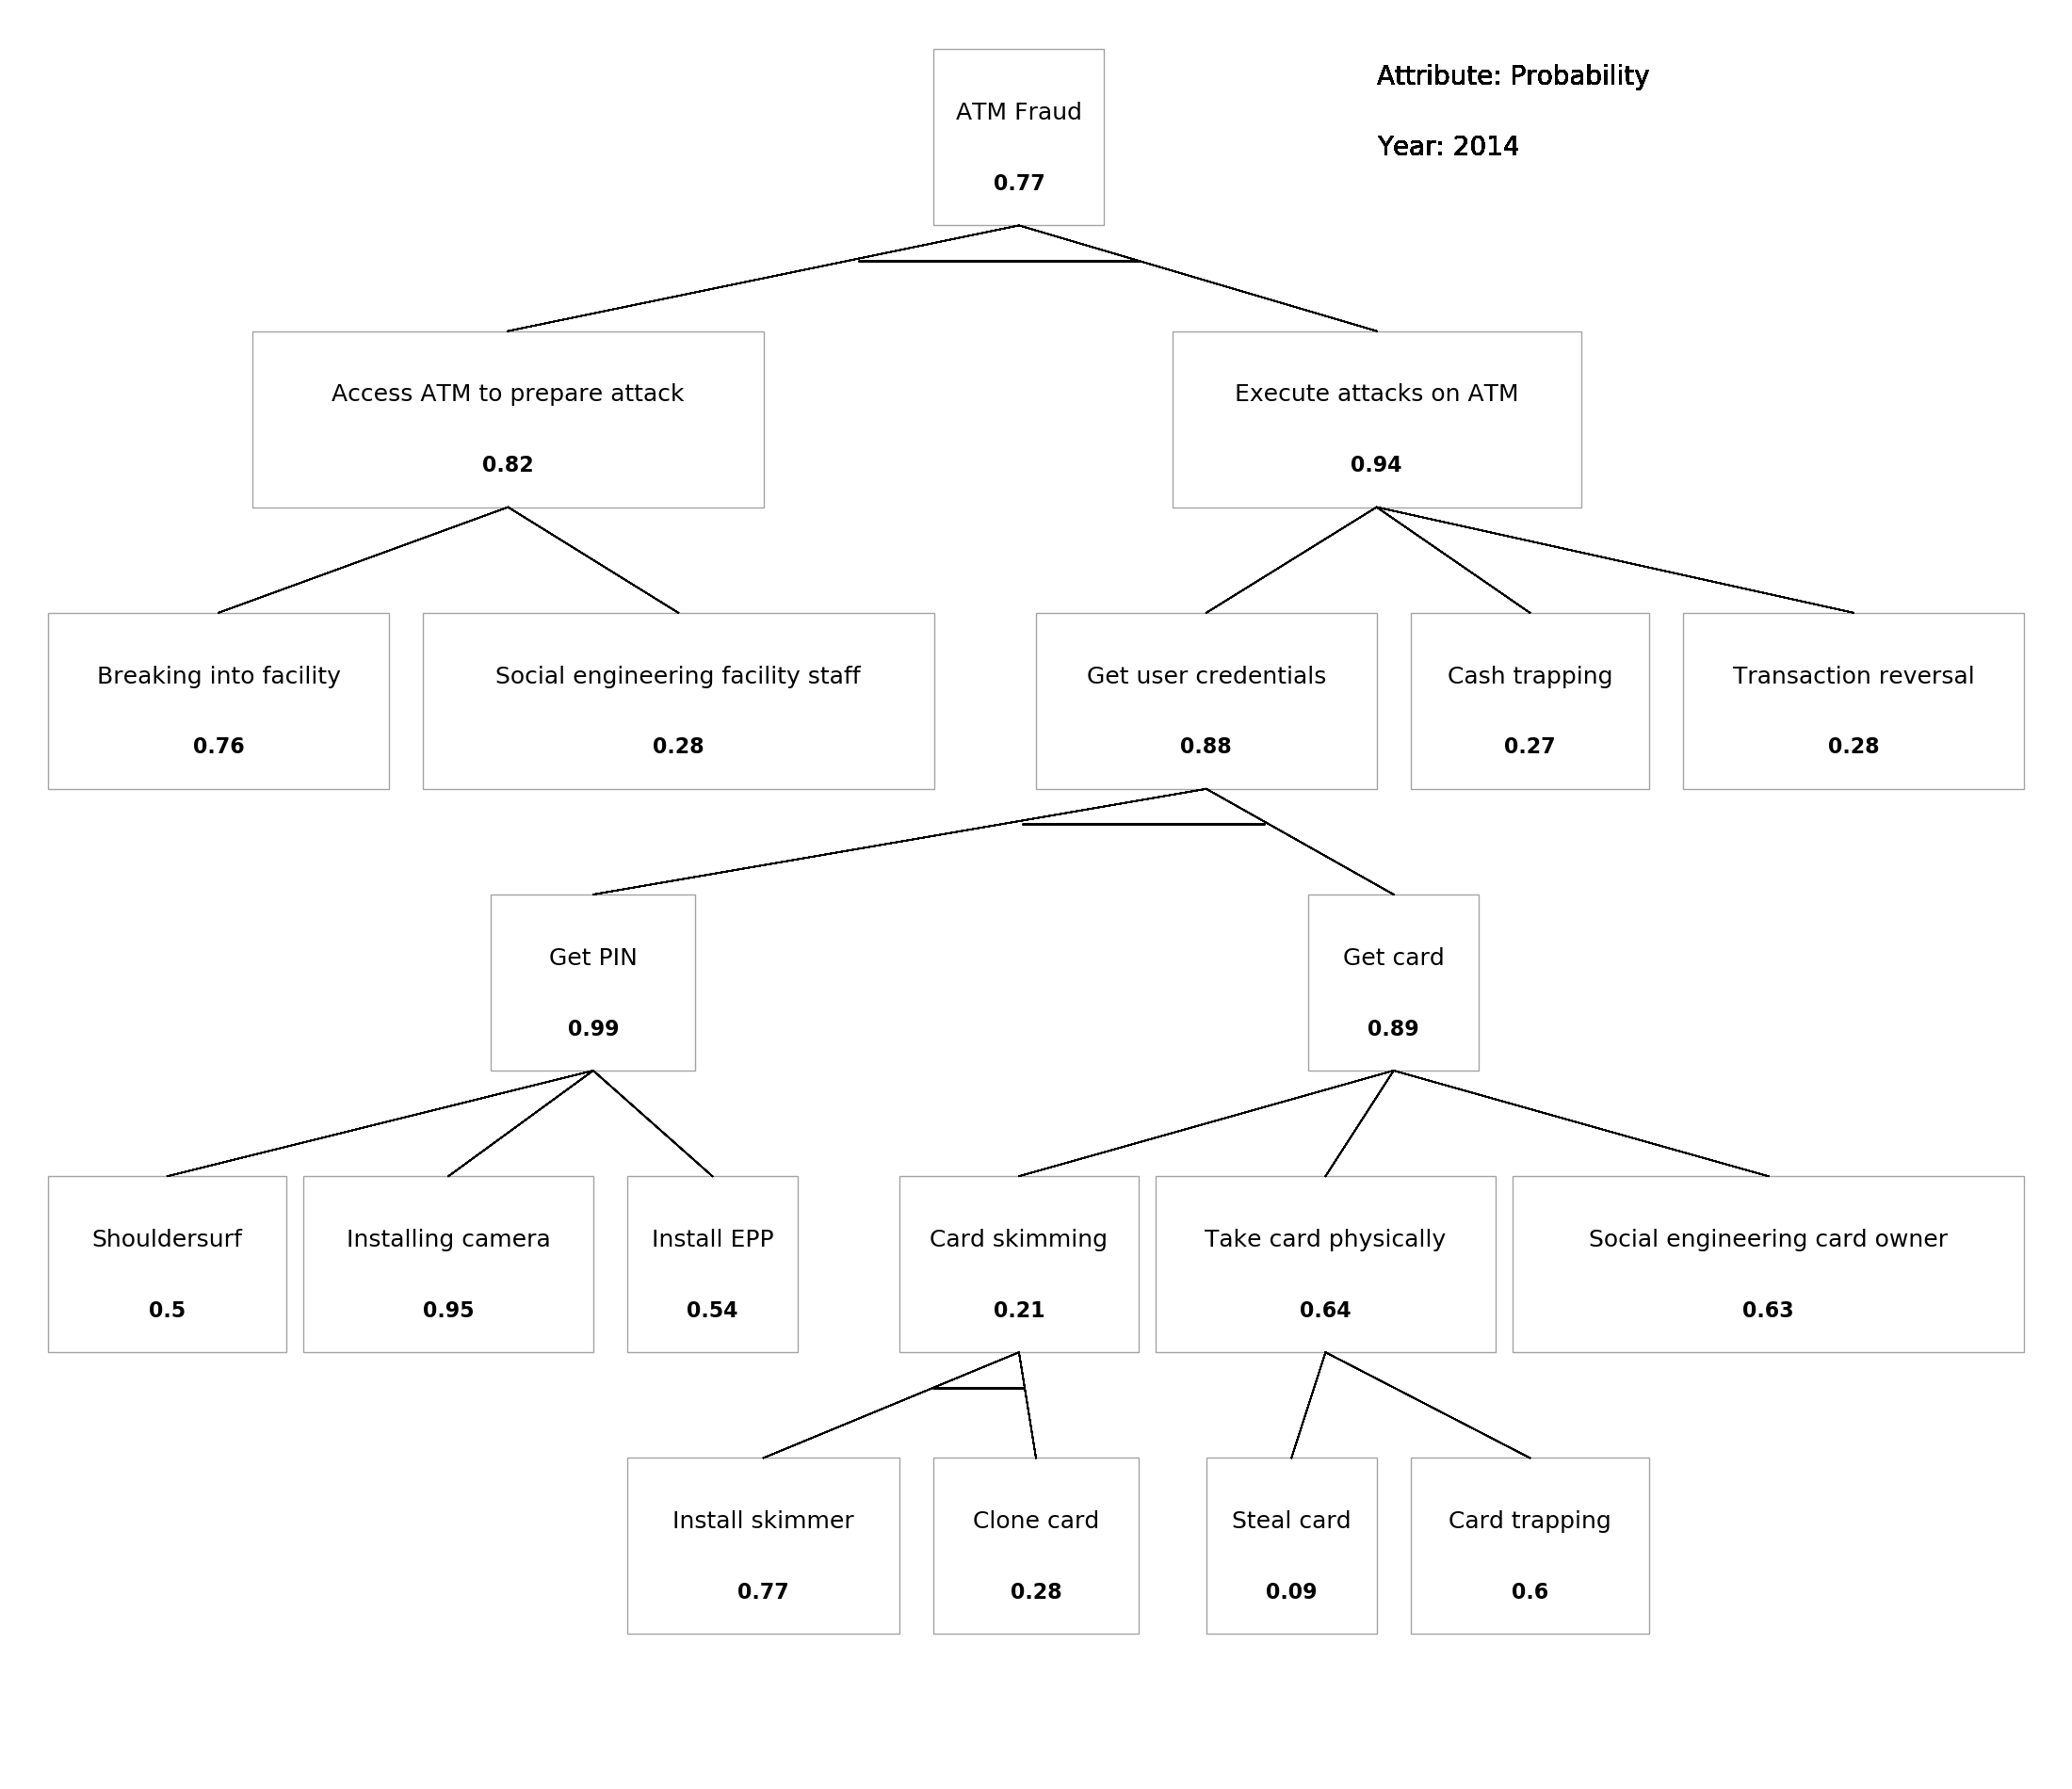 ATM Fraud
0.77
Attribute: Probability
Year: 2014
Access ATM to prepare attack
0.82
Execute attacks on ATM
0.94
Breaking into facility
0.76
Social engineering facility staff
0.28
Get user credentials
0.88
Cash trapping
0.27
Transaction reversal
0.28
Get PIN
0.99
Get card
0.89
Shouldersurf
0.5
Installing camera
0.95
Install EPP
0.54
Card skimming
0.21
Take card physically
0.64
Social engineering card owner
0.63
Install skimmer
0.77
Clone card
0.28
Steal card
0.09
Card trapping
0.6